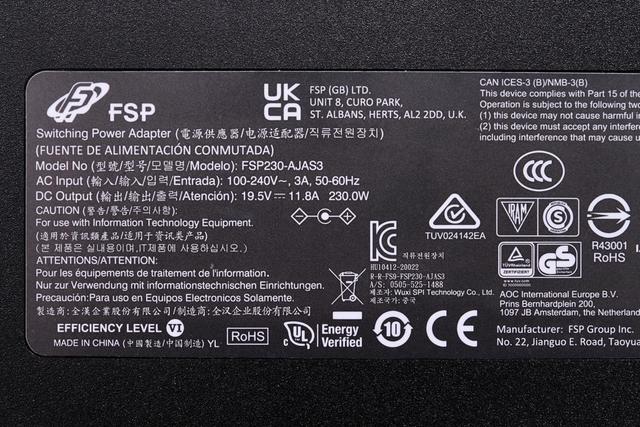 FSP
Switching Power Adapter (電源供應器/电源适配器/직류전원장치)
(FUENTE DE ALIMENTACIÓN CONMUTADA)
Model No (型號/型号/모델명/Modelo): FSP230-AJAS3
AC Input (輸入/输入/입력/Entrada): 100-240V~, 3A, 50-60Hz
DC Output (輸出/输出/출력/Atención): 19.5V⎓11.8A 230.0W
CAUTION (警告/警告/주의사항):
For use with Information Technology Equipment.
(適用於資訊類產品/适用于资讯类产品)
(본 제품은 실내용이며,IT제품에 사용하십시오.)
ATTENTIONS/ATTENTION:
Pour les équipements de traitement de l'information.
Nur zur Verwendung mit informationstechnischen Einrichtungen.
Precaución:Para uso en Equipos Electronicos Solamente.
製造商: 全漢企業股份有限公司/制造商: 全汉企业股份有限公司
EFFICIENCY LEVEL VI
MADE IN CHINA (中國製造/中国制造) YL
RoHS
UK
CA
FSP (GB) LTD.
UNIT 8, CURO PARK,
ST. ALBANS, HERTS, AL2 2DD, U.K.
직류전원장치
HU10412-20022
R-R-FS9-FSP230-AJAS3
A/S: 0505-525-1488
제조자: Wuxi SPI Technology Co., Ltd.
제조국가: 중국
c UL us
Energy
Verified
10
CE
TUV024142EA
CAN ICES-3 (B)/NMB-3(B)
This device complies with Part 15 of the
Operation is subject to the following two
(1) this device may not cause harmful in
(2) this device must accept any interfere
including interference that may cause u
CCC
IRAM
S
R43001
RoHS
TÜVRheinland
ZERTIFIZIERT
GS
AOC International Europe B.V.
Prins Bernhardplein 200,
1097 JB Amsterdam, the Netherland
Manufacturer: FSP Group Inc.
No. 22, Jianguo E. Road, Taoyua